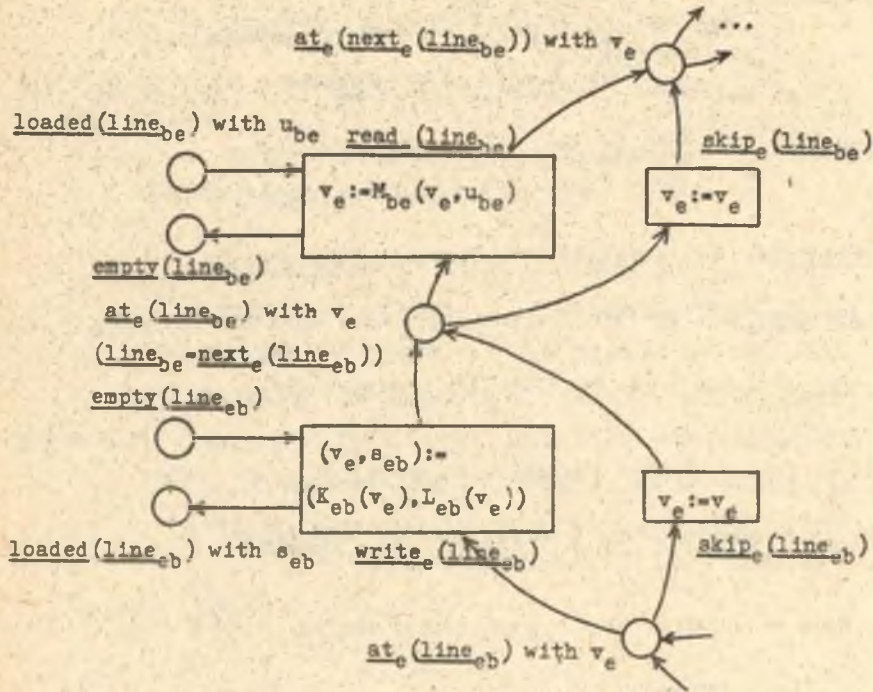 at_e(next_e(line_be)) with v_e
...
loaded(line_be) with u_be
read_(line_be)
skip_e(line_be)
v_e:=M_be(v_e,u_be)
v_e:=v_e
empty(line_be)
at_e(line_be) with v_e
(line_be=next_e(line_eb))
empty(line_eb)
(v_e,s_eb):=
(K_eb(v_e),L_eb(v_e))
v_e:=v_e
loaded(line_eb) with s_eb
write_e(line_eb)
skip_e(line_eb)
at_e(line_eb) with v_e